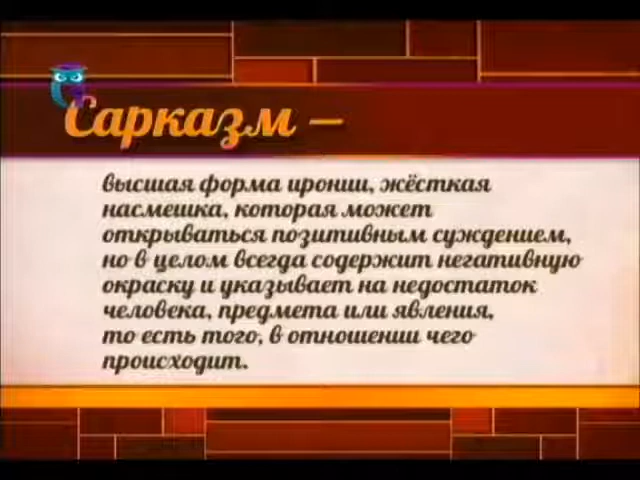 Сарказм –
высшая форма иронии, жёсткая
насмешка, которая может
открываться позитивным суждением,
но в целом всегда содержит негативную
окраску и указывает на недостаток
человека, предмета или явления,
то есть того, в отношении чего
происходит.